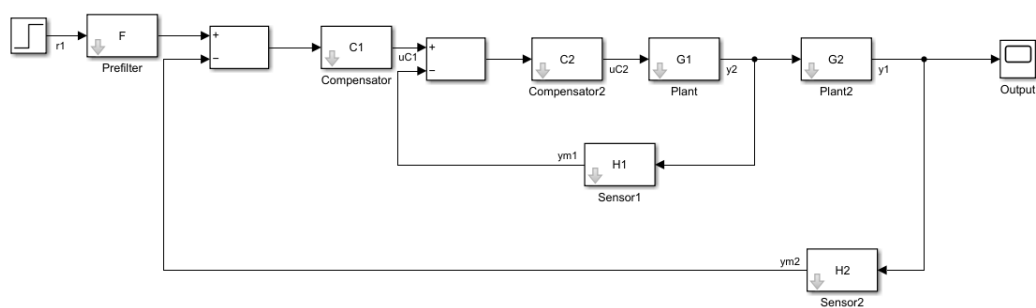 r1
F
Prefilter
+
−
C1
Compensator
uC1
+
−
C2
Compensator2
uC2
G1
Plant
y2
G2
Plant2
y1
Output
ym1
H1
Sensor1
ym2
H2
Sensor2